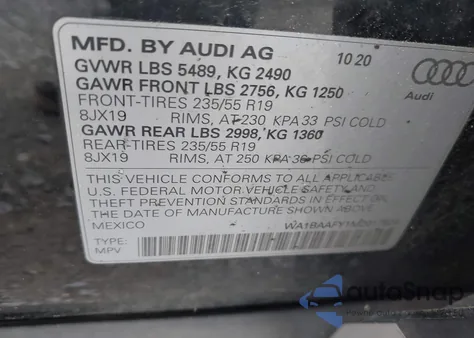 MFD. BY AUDI AG 10 20
GVWR LBS 5489, KG 2490
GAWR FRONT LBS 2756, KG 1250
FRONT-TIRES 235/55 R19
8JX19 RIMS, AT 230 KPA 33 PSI COLD
GAWR REAR LBS 2998, KG 1360
REAR-TIRES 235/55 R19
8JX19 RIMS, AT 250 KPA 36 PSI COLD
Audi
THIS VEHICLE CONFORMS TO ALL APPLICABLE
U.S. FEDERAL MOTOR VEHICLE SAFETY AND
THEFT PREVENTION STANDARDS IN EFFECT ON
THE DATE OF MANUFACTURE SHOWN ABOVE.
MEXICO
TYPE:
MPV
autoSnap